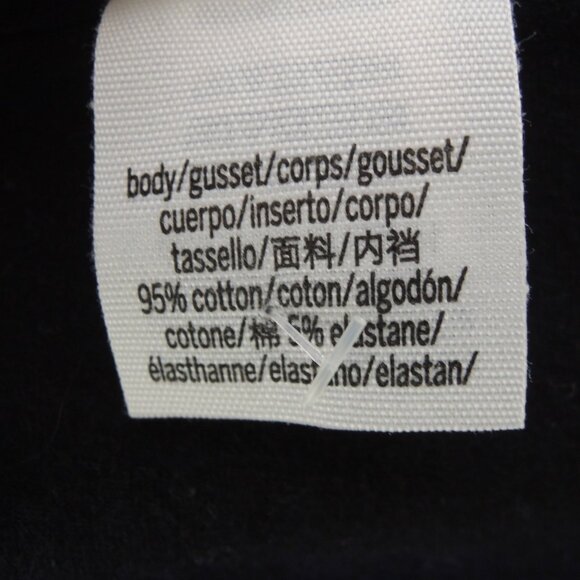 body/gusset/corps/gousset/
cuerpo/inserto/corpo/
tassello/面料/内裆
95% cotton/coton/algodón/
cotone/棉 5% elastane/
élasthanne/elastano/elastan/